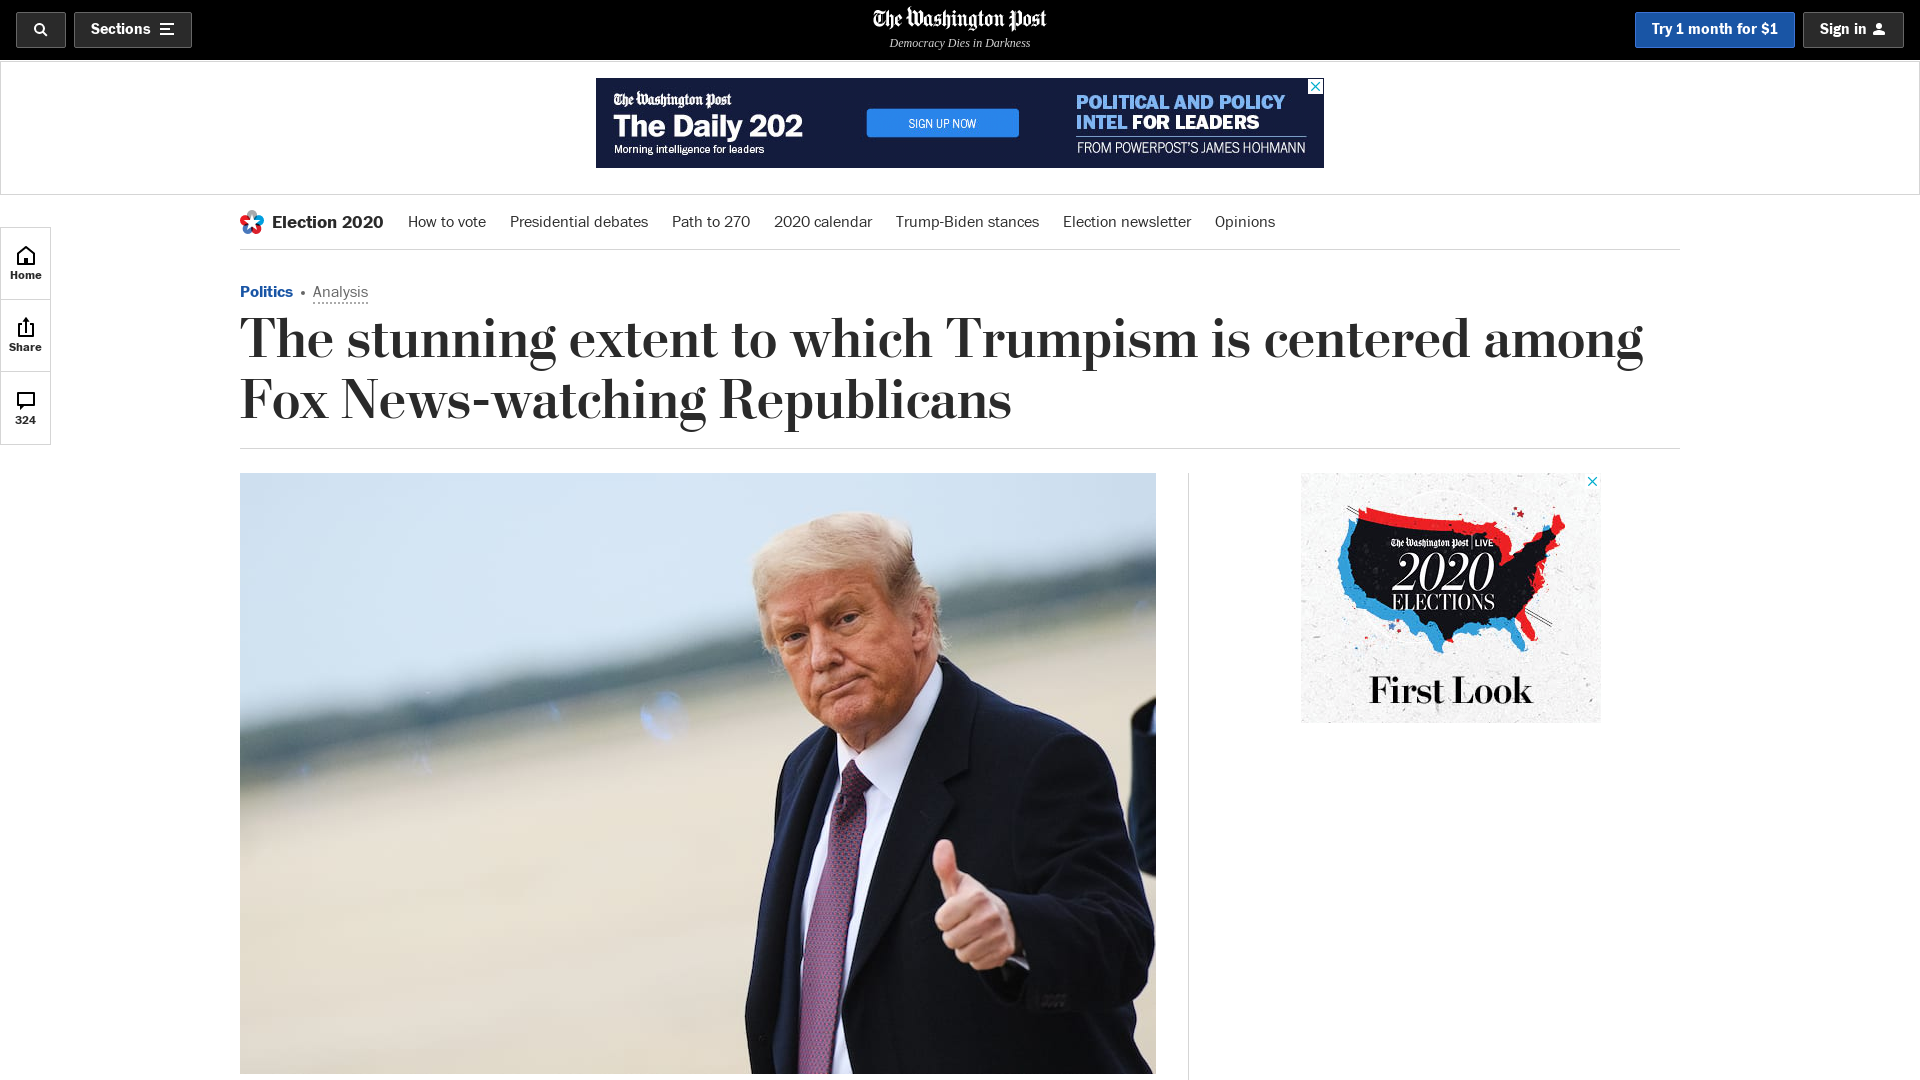 Sections
The Washington Post
Democracy Dies in Darkness
Try 1 month for $1
Sign in
The Washington Post
The Daily 202
Morning intelligence for leaders
SIGN UP NOW
POLITICAL AND POLICY
INTEL FOR LEADERS
FROM POWERPOST'S JAMES HOHMANN
Election 2020
How to vote
Presidential debates
Path to 270
2020 calendar
Trump-Biden stances
Election newsletter
Opinions
Home
Share
324
Politics • Analysis
The stunning extent to which Trumpism is centered among
Fox News-watching Republicans
The Washington Post | LIVE
2020
ELECTIONS
First Look